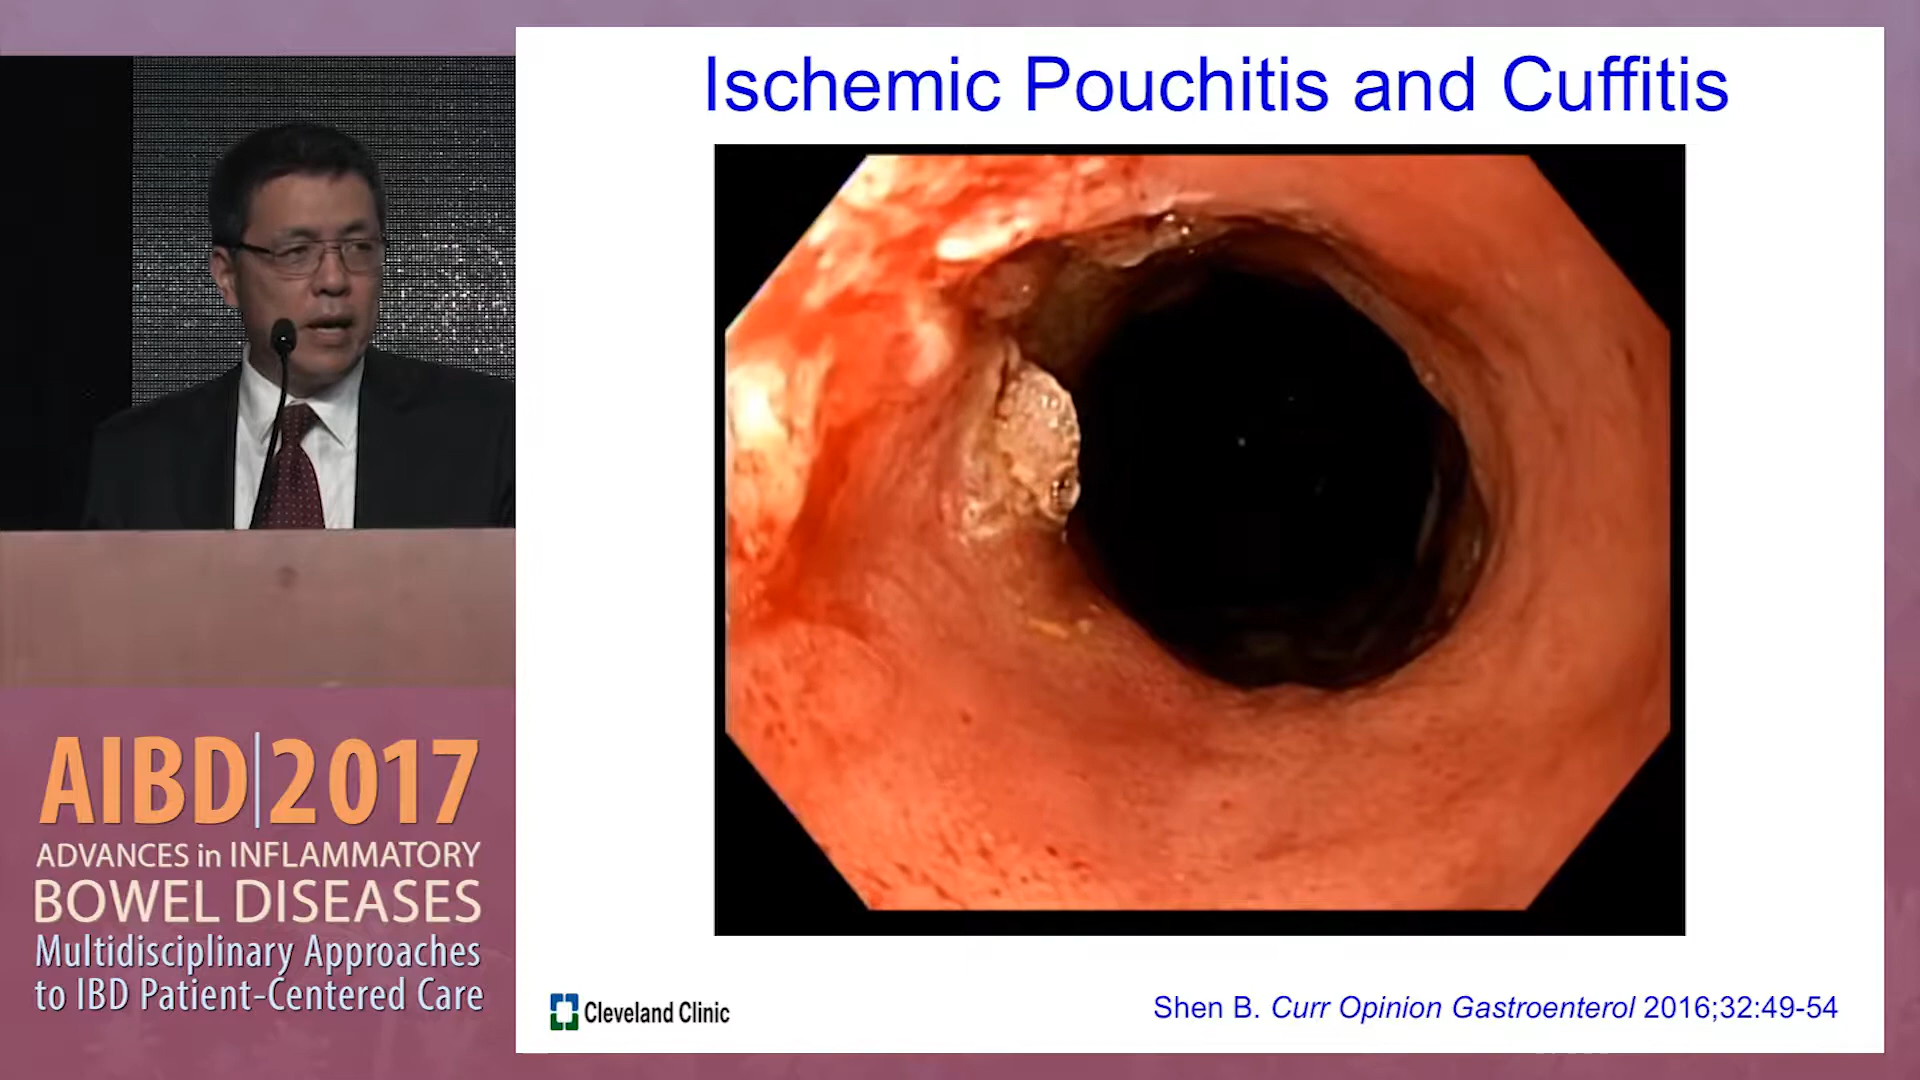 Ischemic Pouchitis and Cuffitis
AIBD|2017
ADVANCES in INFLAMMATORY
BOWEL DISEASES
Multidisciplinary Approaches
to IBD Patient-Centered Care
Cleveland Clinic
Shen B. Curr Opinion Gastroenterol 2016;32:49-54